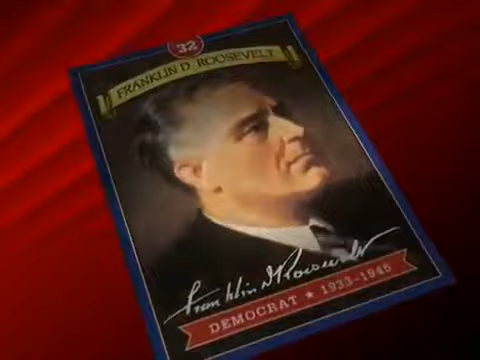 32
FRANKLIN D. ROOSEVELT
Franklin D Roosevelt
DEMOCRAT ★ 1933-1945